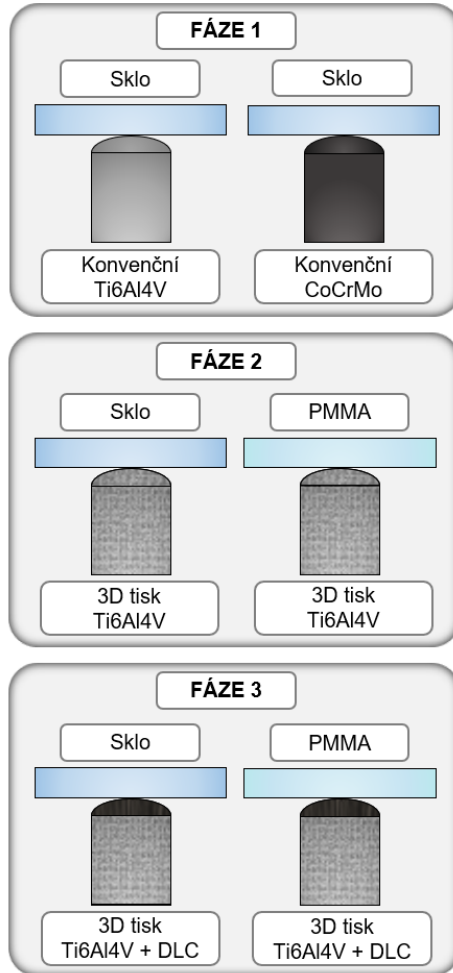 FÁZE 1
Sklo
Sklo
Konvenční
Ti6Al4V
Konvenční
CoCrMo
FÁZE 2
Sklo
PMMA
3D tisk
Ti6Al4V
3D tisk
Ti6Al4V
FÁZE 3
Sklo
PMMA
3D tisk
Ti6Al4V + DLC
3D tisk
Ti6Al4V + DLC